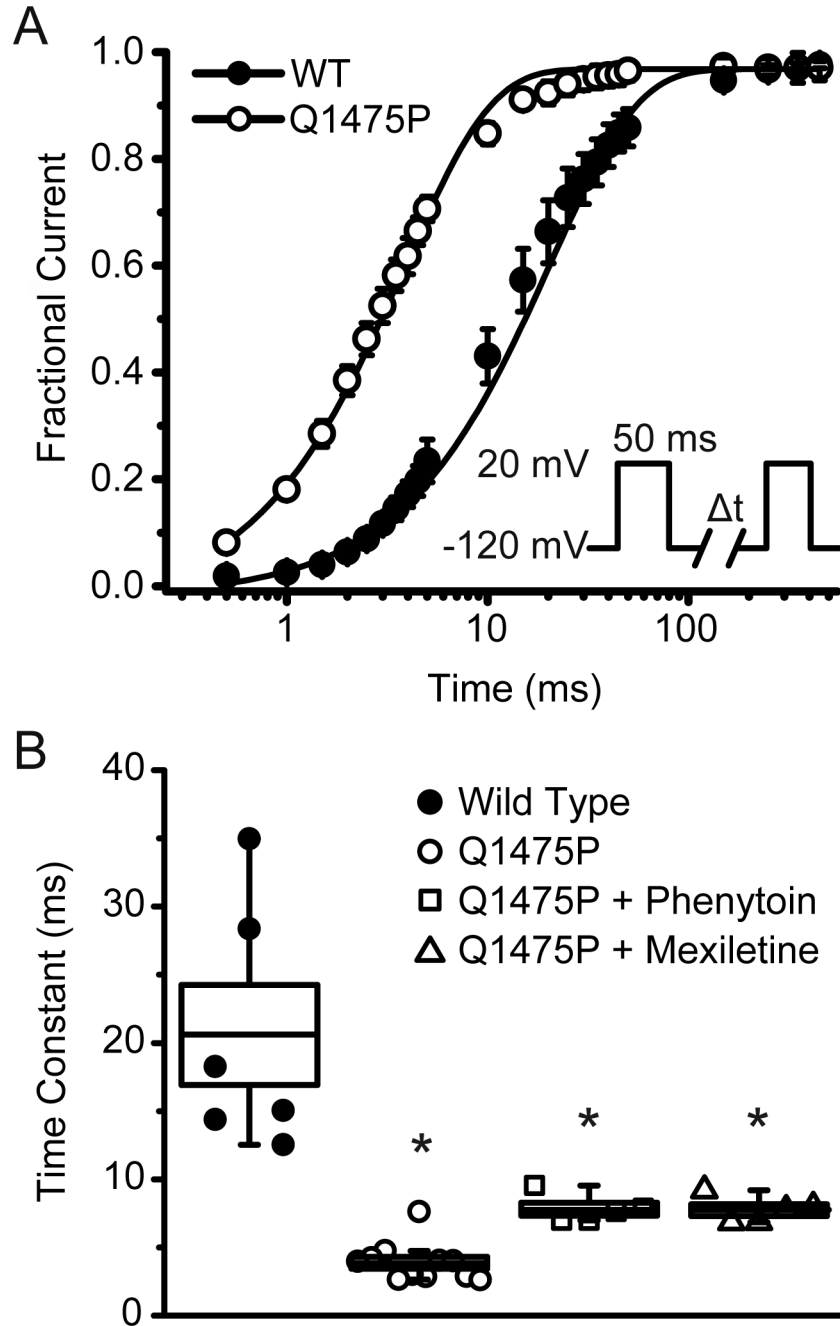 A
WT
Q1475P
1.0
0.8
0.6
0.4
0.2
0.0
Fractional Current
50 ms
20 mV
Δt
-120 mV
1
10
100
Time (ms)
B
40
30
20
10
0
Time Constant (ms)
Wild Type
Q1475P
Q1475P + Phenytoin
Q1475P + Mexiletine
*
*
*